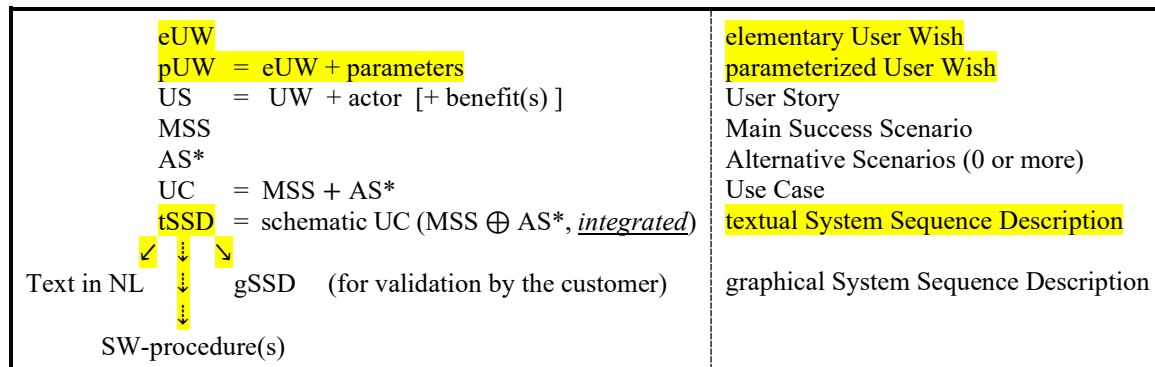 eUW elementary User Wish
pUW = eUW + parameters parameterized User Wish
US = UW + actor [+ benefit(s) ] User Story
MSS Main Success Scenario
AS* Alternative Scenarios (0 or more)
UC = MSS + AS* Use Case
tSSD = schematic UC (MSS ⊕ AS*, integrated) textual System Sequence Description
↙ ⇣ ↘
Text in NL ⇣ gSSD (for validation by the customer) graphical System Sequence Description
⇣
SW-procedure(s)